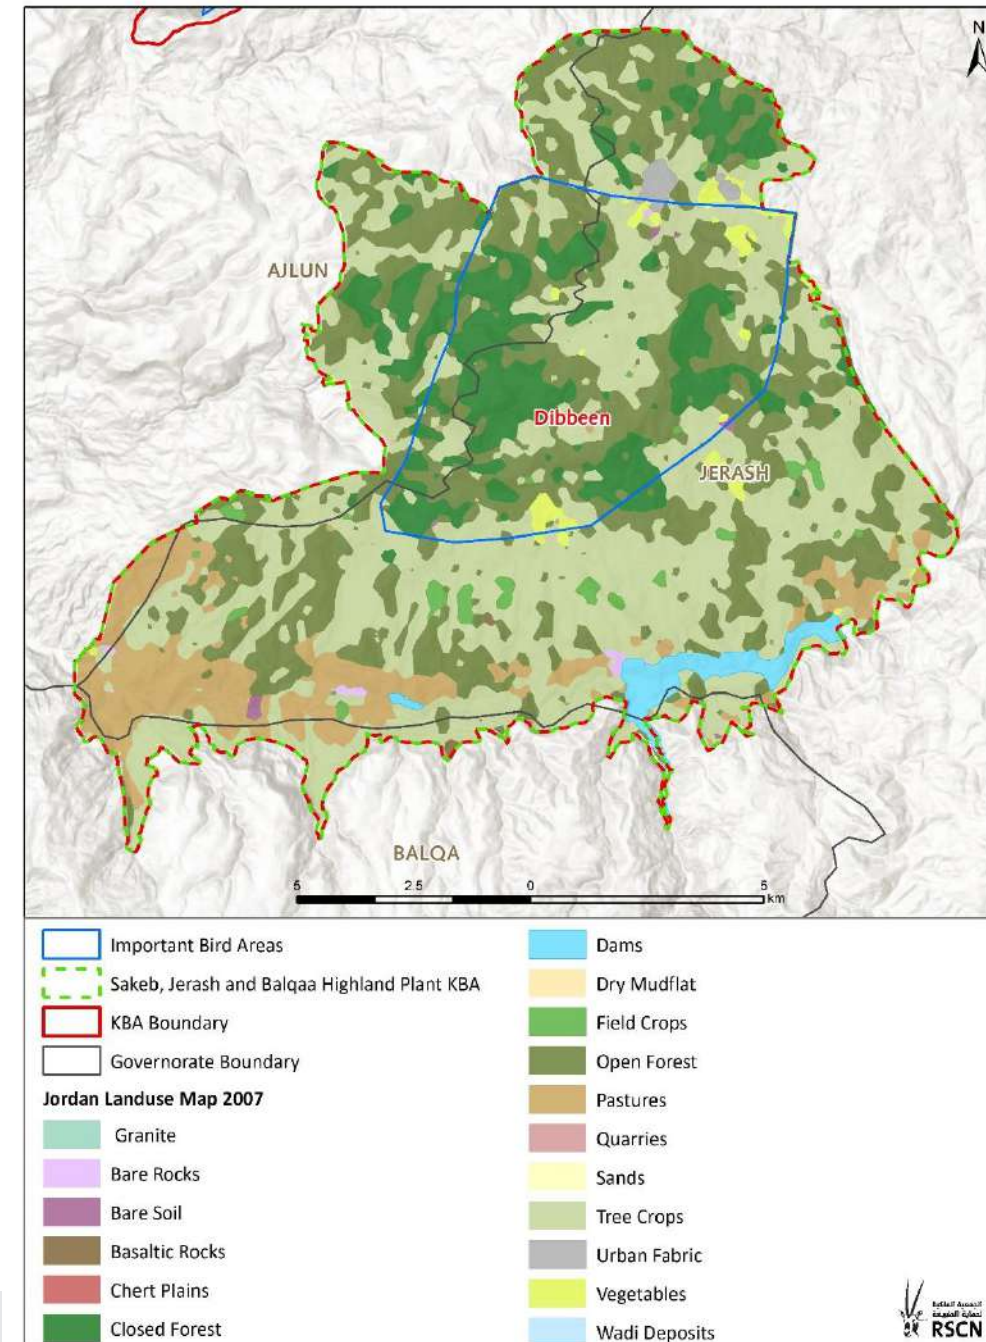 N
AJLUN
Dibbeen
JERASH
BALQA
5 2.5 0 5
km
Important Bird Areas
Sakeb, Jerash and Balqaa Highland Plant KBA
KBA Boundary
Governorate Boundary
Jordan Landuse Map 2007
Granite
Bare Rocks
Bare Soil
Basaltic Rocks
Chert Plains
Closed Forest
Dams
Dry Mudflat
Field Crops
Open Forest
Pastures
Quarries
Sands
Tree Crops
Urban Fabric
Vegetables
Wadi Deposits
RSCN